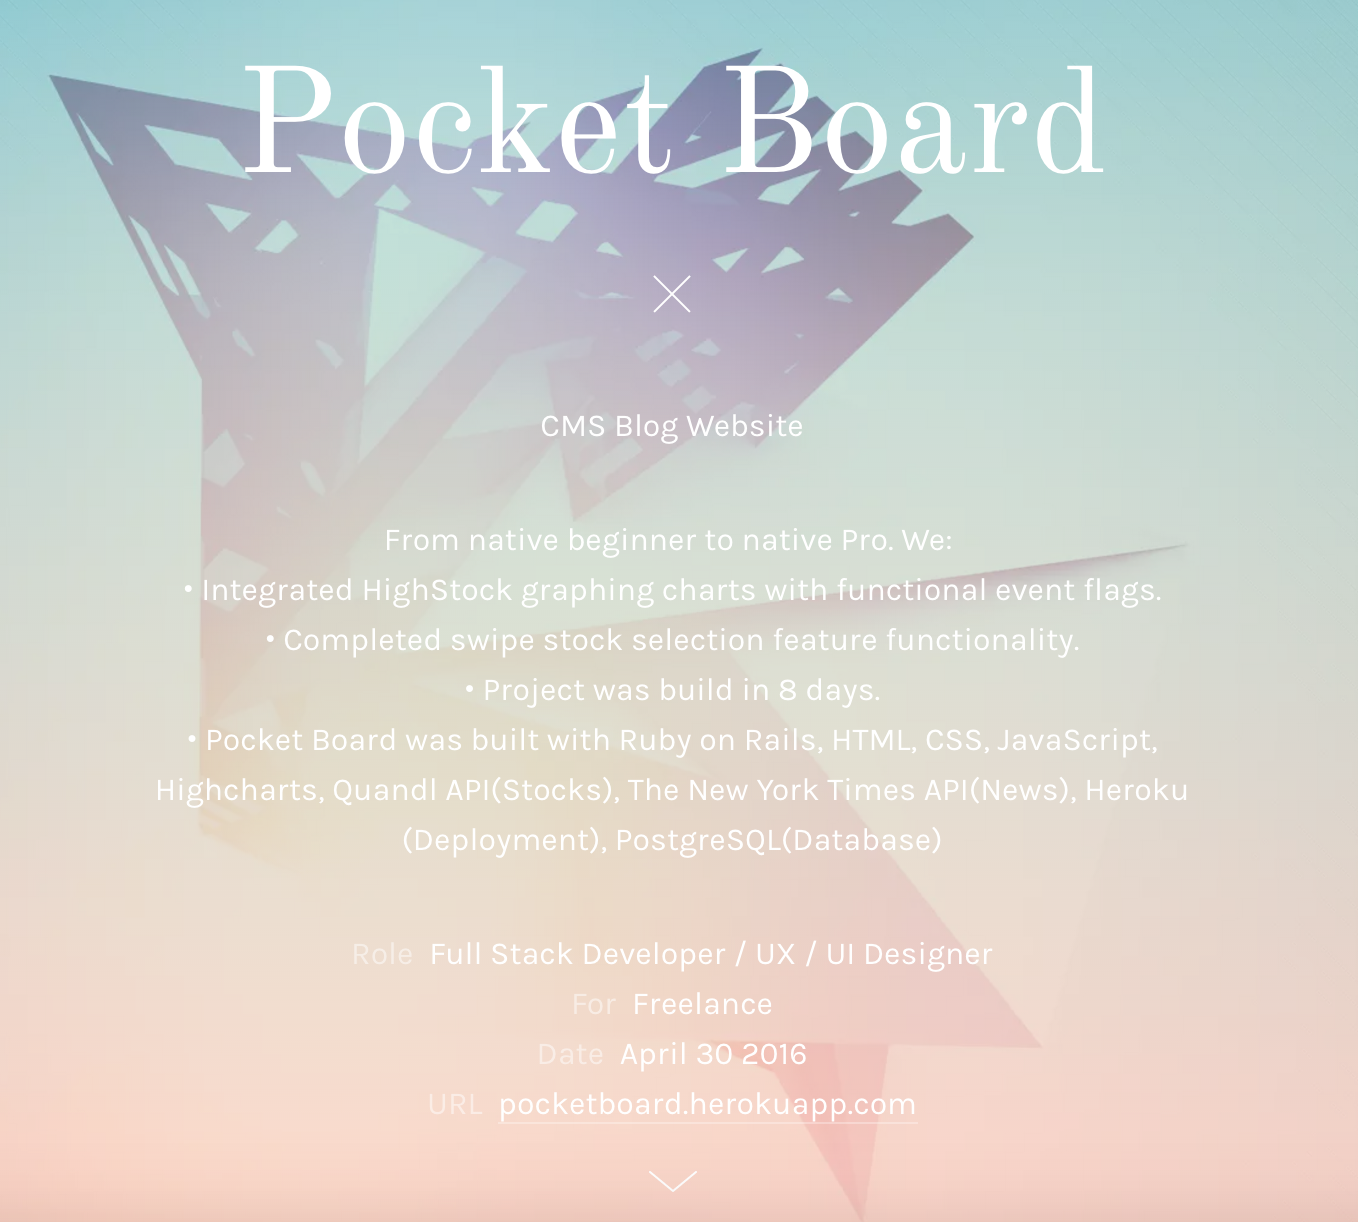 Pocket Board
CMS Blog Website
From native beginner to native Pro. We:
• Integrated HighStock graphing charts with functional event flags.
• Completed swipe stock selection feature functionality.
• Project was build in 8 days.
• Pocket Board was built with Ruby on Rails, HTML, CSS, JavaScript,
Highcharts, Quandl API(Stocks), The New York Times API(News), Heroku
(Deployment), PostgreSQL(Database)
Role Full Stack Developer / UX / UI Designer
For Freelance
Date April 30 2016
URL pocketboard.herokuapp.com